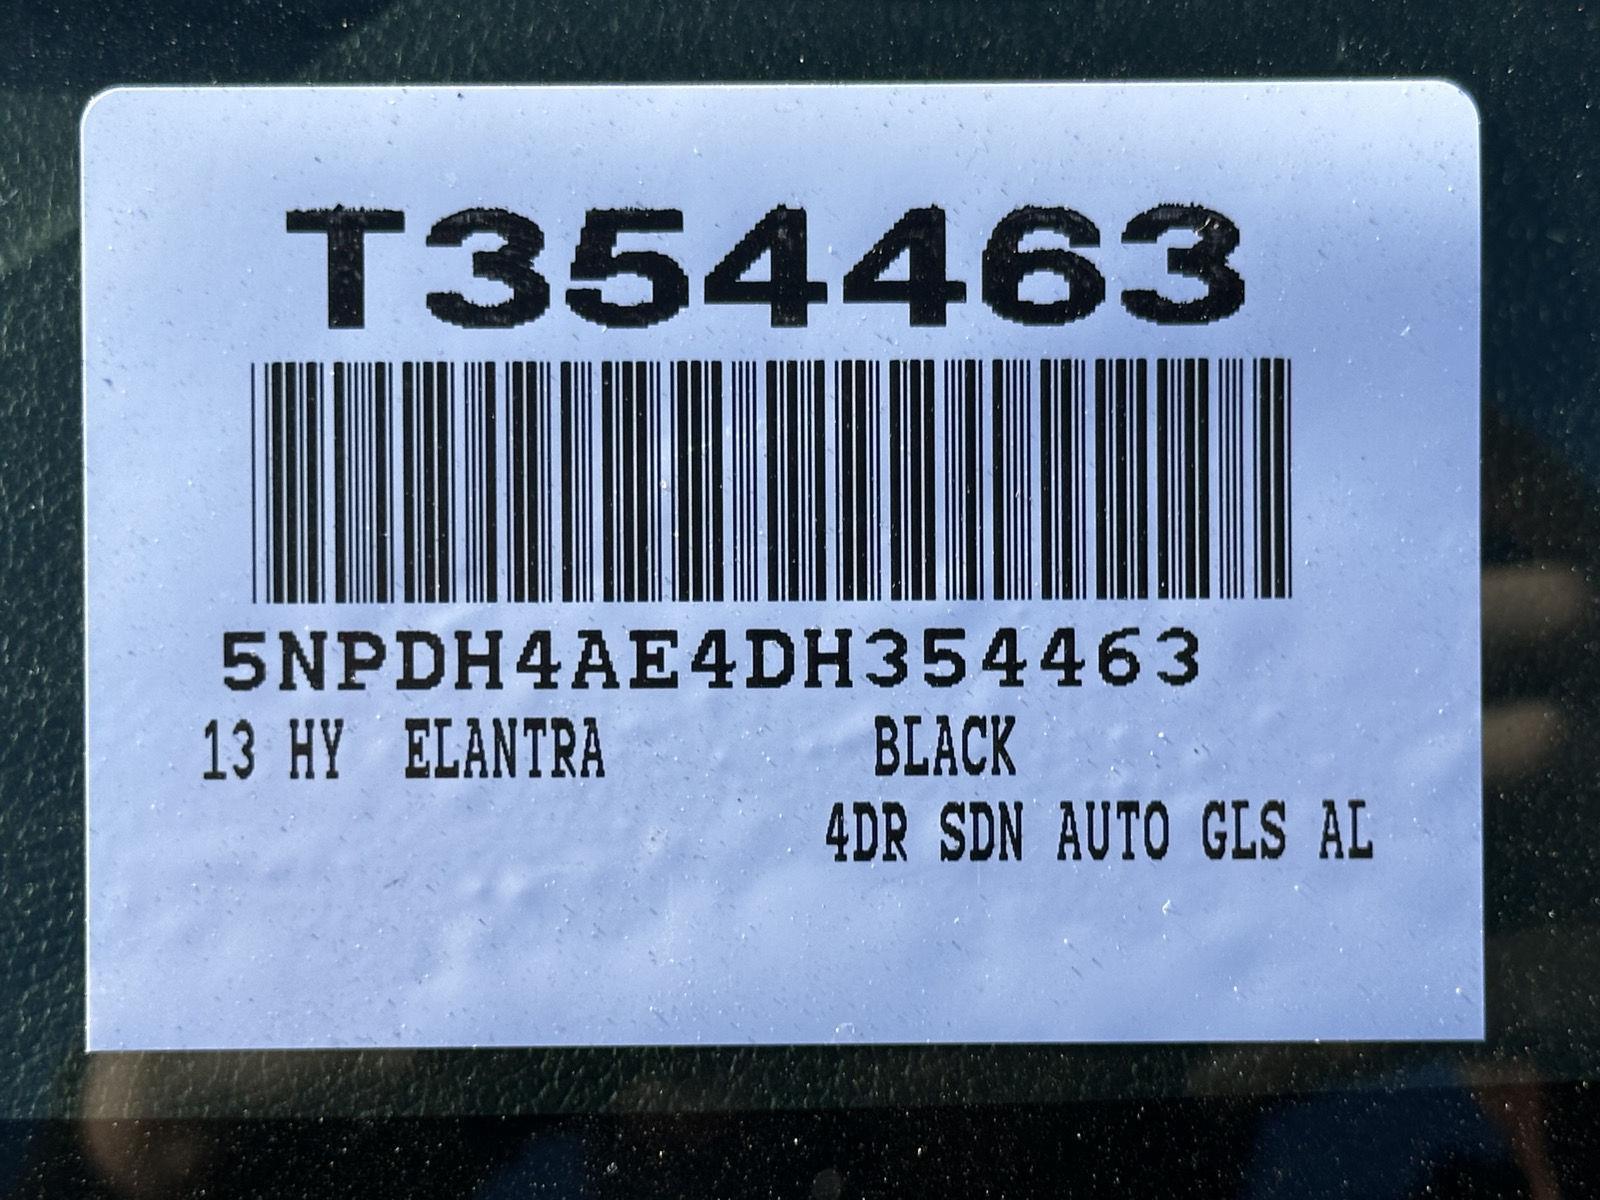 T354463
5NPDH4AE4DH354463
13 HY ELANTRA BLACK
4DR SDN AUTO GLS AL